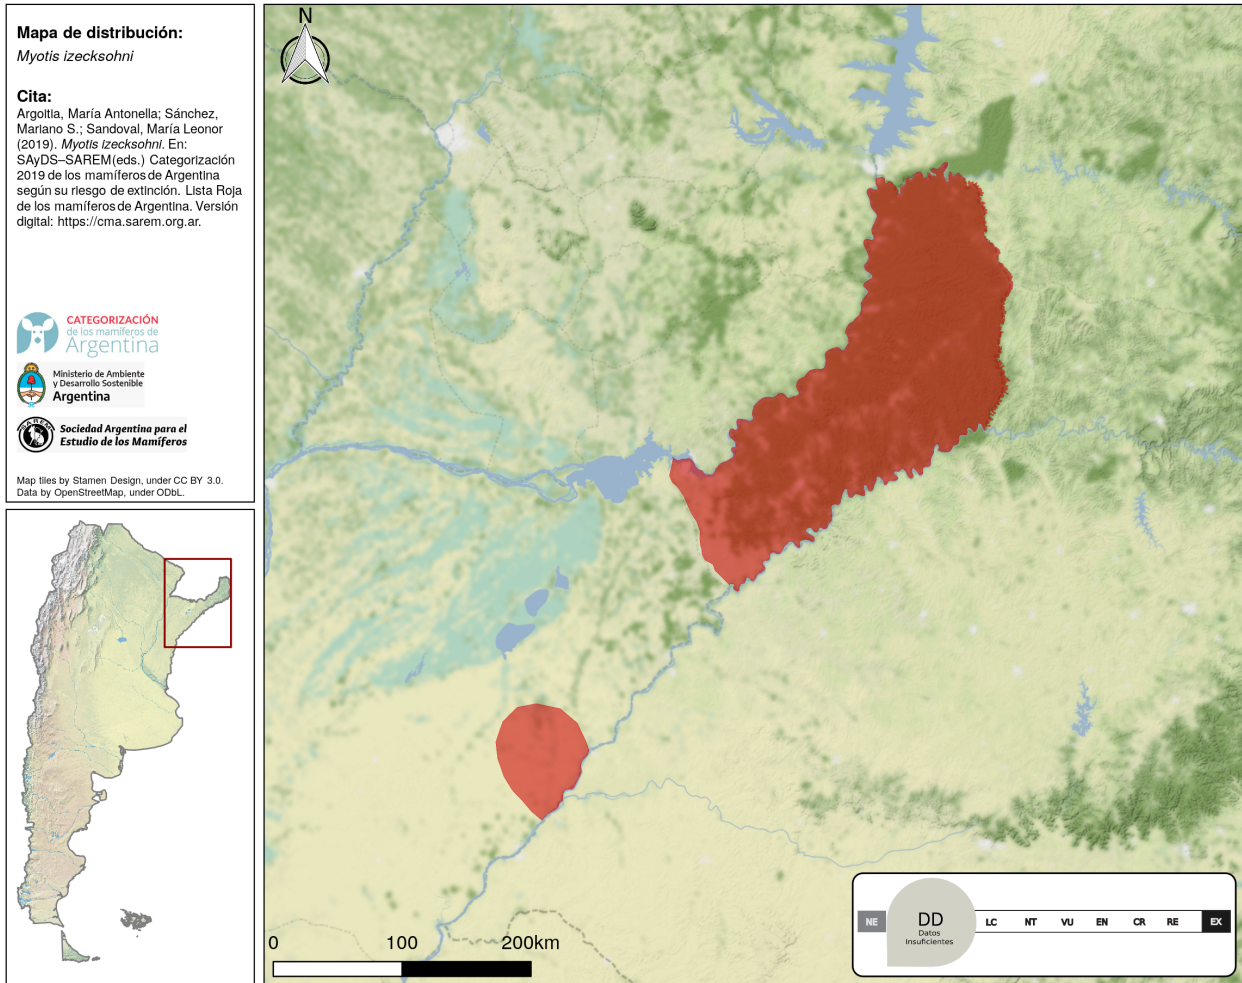 Mapa de distribución:
Myotis izecksohni
Cita:
Argoitia, María Antonella; Sánchez,
Mariano S.; Sandoval, María Leonor
(2019). Myotis izecksohni. En:
SAyDS–SAREM(eds.) Categorización
2019 de los mamíferos de Argentina
según su riesgo de extinción. Lista Roja
de los mamíferos de Argentina. Versión
digital: https://cma.sarem.org.ar.
CATEGORIZACIÓN
de los mamíferos de
Argentina
Ministerio de Ambiente
y Desarrollo Sostenible
Argentina
SAREM
Sociedad Argentina para el
Estudio de los Mamíferos
Map tiles by Stamen Design, under CC BY 3.0.
Data by OpenStreetMap, under ODbL.
N
0 100 200km
NE DD LC NT VU EN CR RE EX
Datos
Insuficientes